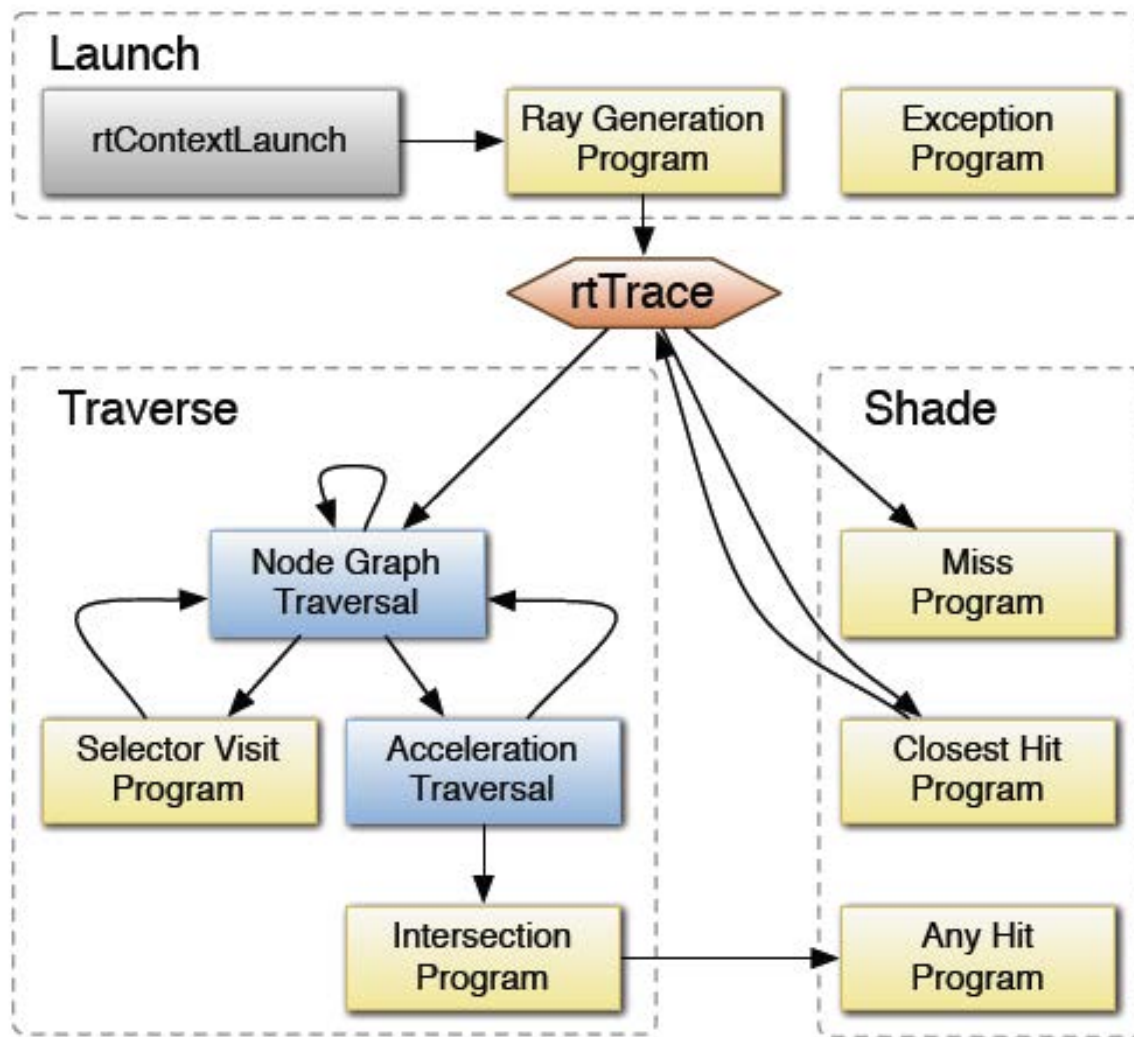 Launch
rtContextLaunch
Ray Generation
Program
Exception
Program
rtTrace
Traverse
Node Graph
Traversal
Selector Visit
Program
Acceleration
Traversal
Intersection
Program
Shade
Miss
Program
Closest Hit
Program
Any Hit
Program